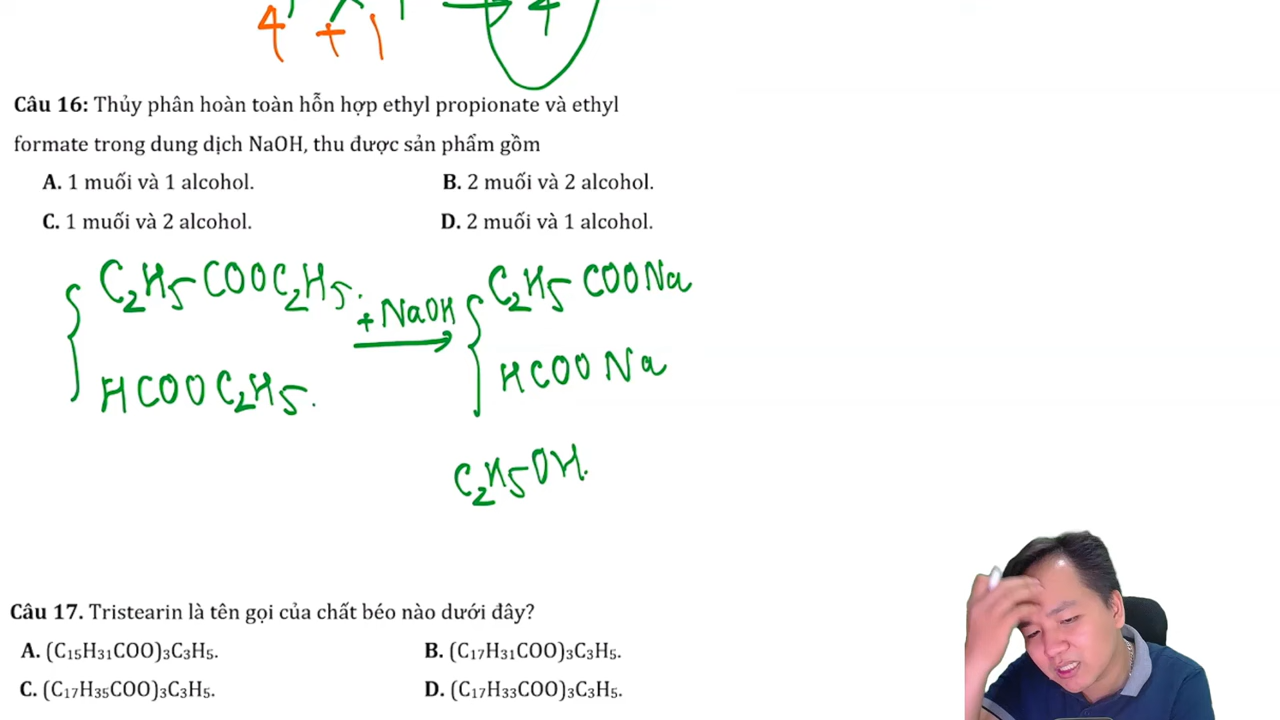 4 + 1 4
Câu 16: Thủy phân hoàn toàn hỗn hợp ethyl propionate và ethyl
formate trong dung dịch NaOH, thu được sản phẩm gồm
A. 1 muối và 1 alcohol. B. 2 muối và 2 alcohol.
C. 1 muối và 2 alcohol. D. 2 muối và 1 alcohol.
C₂H₅COOC₂H₅. +NaOH C₂H₅COONa
HCOOC₂H₅. HCOONa
C₂H₅OH.
Câu 17. Tristearin là tên gọi của chất béo nào dưới đây?
A. (C₁₅H₃₁COO)₃C₃H₅. B. (C₁₇H₃₁COO)₃C₃H₅.
C. (C₁₇H₃₅COO)₃C₃H₅. D. (C₁₇H₃₃COO)₃C₃H₅.